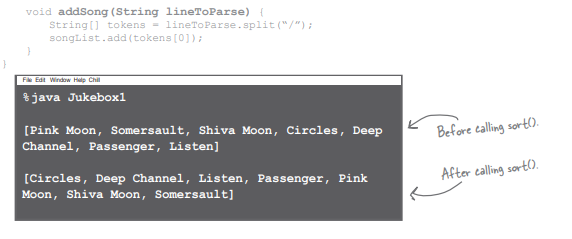 void addSong(String lineToParse) {
String[] tokens = lineToParse.split(“/”);
songList.add(tokens[0]);
}
}
File Edit Window Help Chill
%java Jukebox1
[Pink Moon, Somersault, Shiva Moon, Circles, Deep
Channel, Passenger, Listen]
Before calling sort().
[Circles, Deep Channel, Listen, Passenger, Pink
Moon, Shiva Moon, Somersault]
After calling sort().